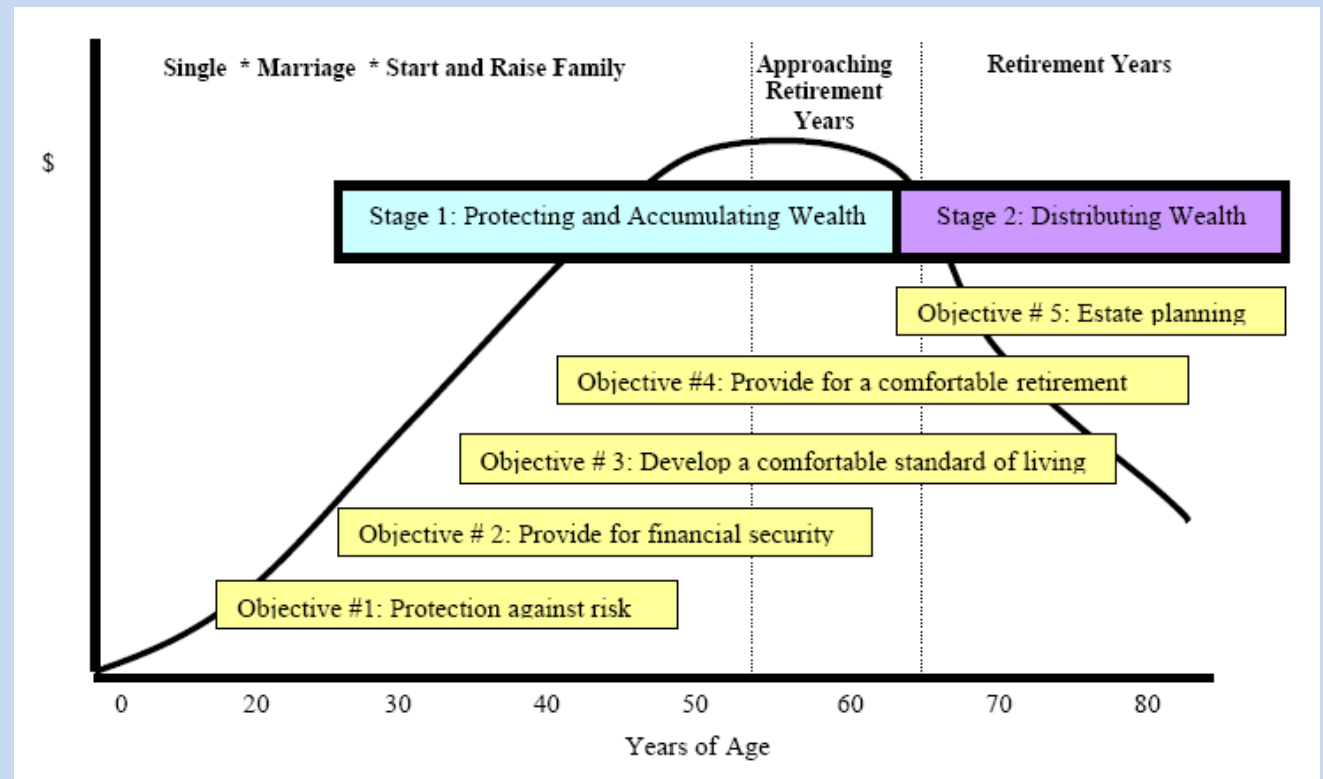 Single * Marriage * Start and Raise Family
Approaching
Retirement
Years
Retirement Years
$
Stage 1: Protecting and Accumulating Wealth
Stage 2: Distributing Wealth
Objective # 5: Estate planning
Objective #4: Provide for a comfortable retirement
Objective # 3: Develop a comfortable standard of living
Objective # 2: Provide for financial security
Objective #1: Protection against risk
0 20 30 40 50 60 70 80
Years of Age